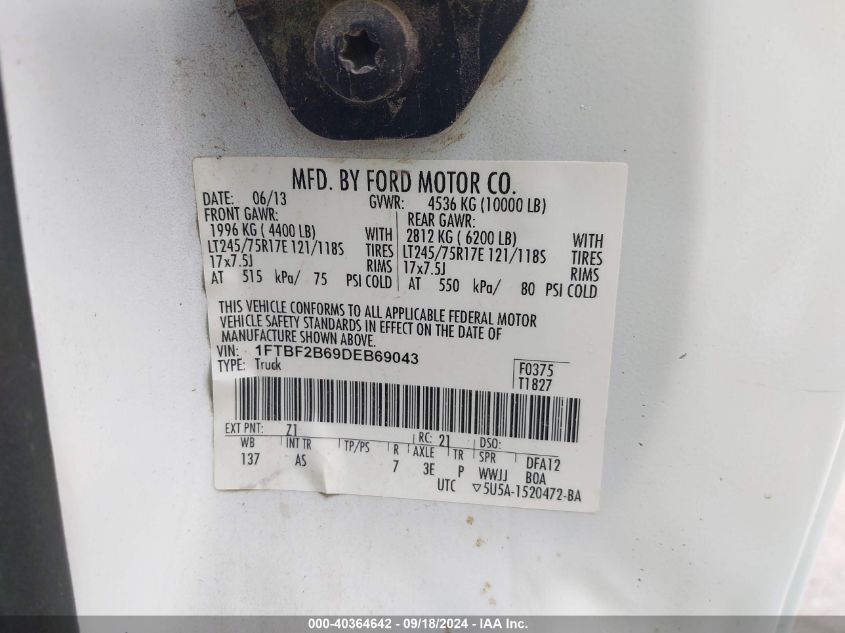 MFD. BY FORD MOTOR CO.
DATE: 06/13 GVWR: 4536 KG (10000 LB)
FRONT GAWR: REAR GAWR:
1996 KG ( 4400 LB) WITH 2812 KG ( 6200 LB) WITH
LT245/75R17E 121/118S TIRES LT245/75R17E 121/118S TIRES
17x7.5J RIMS 17x7.5J RIMS
AT 515 kPa/ 75 PSI COLD AT 550 kPa/ 80 PSI COLD
THIS VEHICLE CONFORMS TO ALL APPLICABLE FEDERAL MOTOR
VEHICLE SAFETY STANDARDS IN EFFECT ON THE DATE OF
MANUFACTURE SHOWN ABOVE.
VIN: 1FTBF2B69DEB69043
TYPE: Truck
F0375
T1827
EXT PNT: Z1 RC: 21 DSO:
WB INT TR TP/PS R AXLE TR SPR DFA12
137 AS 7 3E P WWJJ BOA
UTC ▽5U5A-1520472-BA
000-40364642 - 09/18/2024 - IAA Inc.